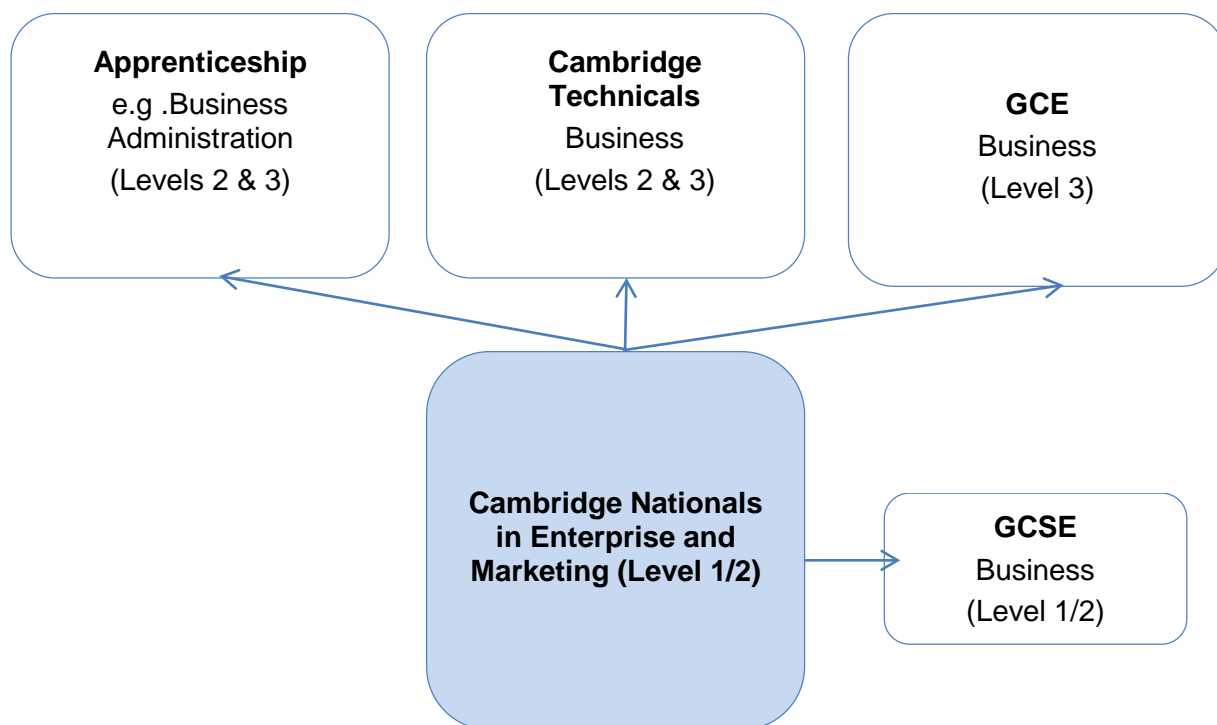 Apprenticeship
e.g .Business
Administration
(Levels 2 & 3)
Cambridge
Technicals
Business
(Levels 2 & 3)
GCE
Business
(Level 3)
Cambridge Nationals
in Enterprise and
Marketing (Level 1/2)
GCSE
Business
(Level 1/2)